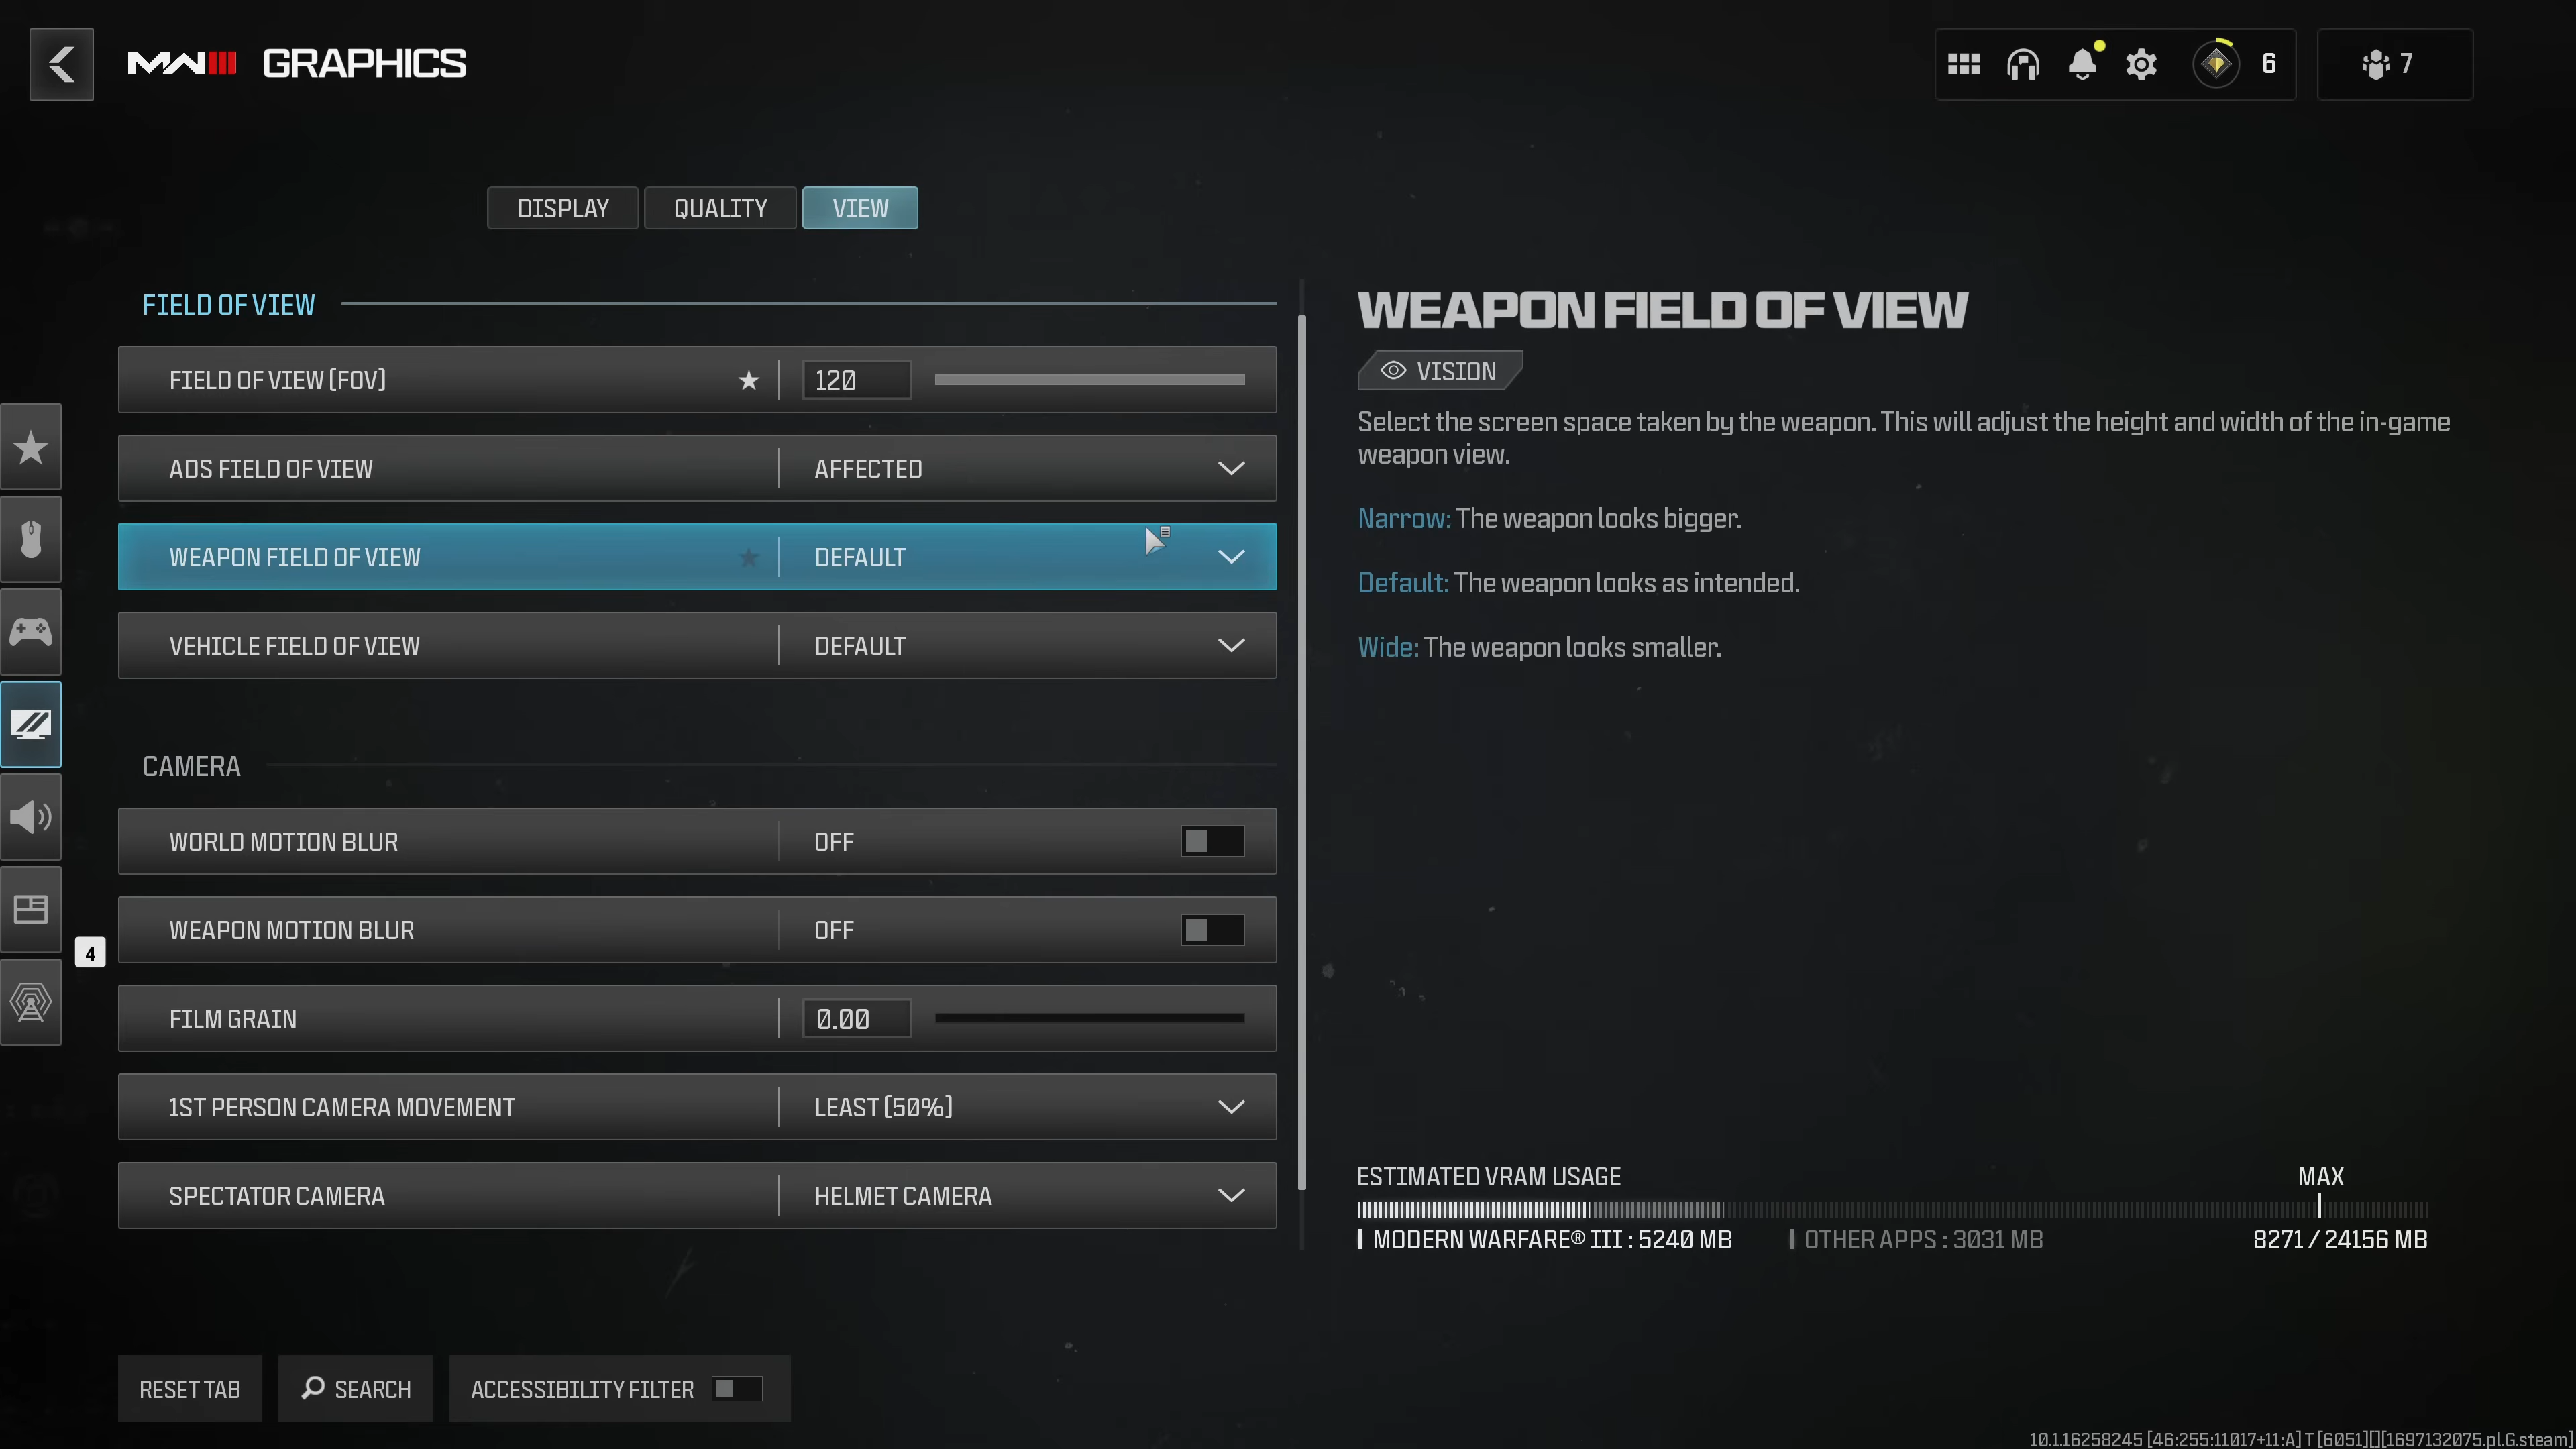 MWIII GRAPHICS
6
7
DISPLAY
QUALITY
VIEW
FIELD OF VIEW
FIELD OF VIEW (FOV)
120
ADS FIELD OF VIEW
AFFECTED
WEAPON FIELD OF VIEW
DEFAULT
VEHICLE FIELD OF VIEW
DEFAULT
CAMERA
WORLD MOTION BLUR
OFF
WEAPON MOTION BLUR
OFF
4
FILM GRAIN
0.00
1ST PERSON CAMERA MOVEMENT
LEAST (50%)
SPECTATOR CAMERA
HELMET CAMERA
WEAPON FIELD OF VIEW
VISION
Select the screen space taken by the weapon. This will adjust the height and width of the in-game
weapon view.
Narrow: The weapon looks bigger.
Default: The weapon looks as intended.
Wide: The weapon looks smaller.
ESTIMATED VRAM USAGE
MAX
MODERN WARFARE® III : 5240 MB
OTHER APPS : 3031 MB
8271 / 24156 MB
RESET TAB
SEARCH
ACCESSIBILITY FILTER
10.1.16258245 [46:255:11017+11:A] T [6051][][1697132075.pl.G.steam]